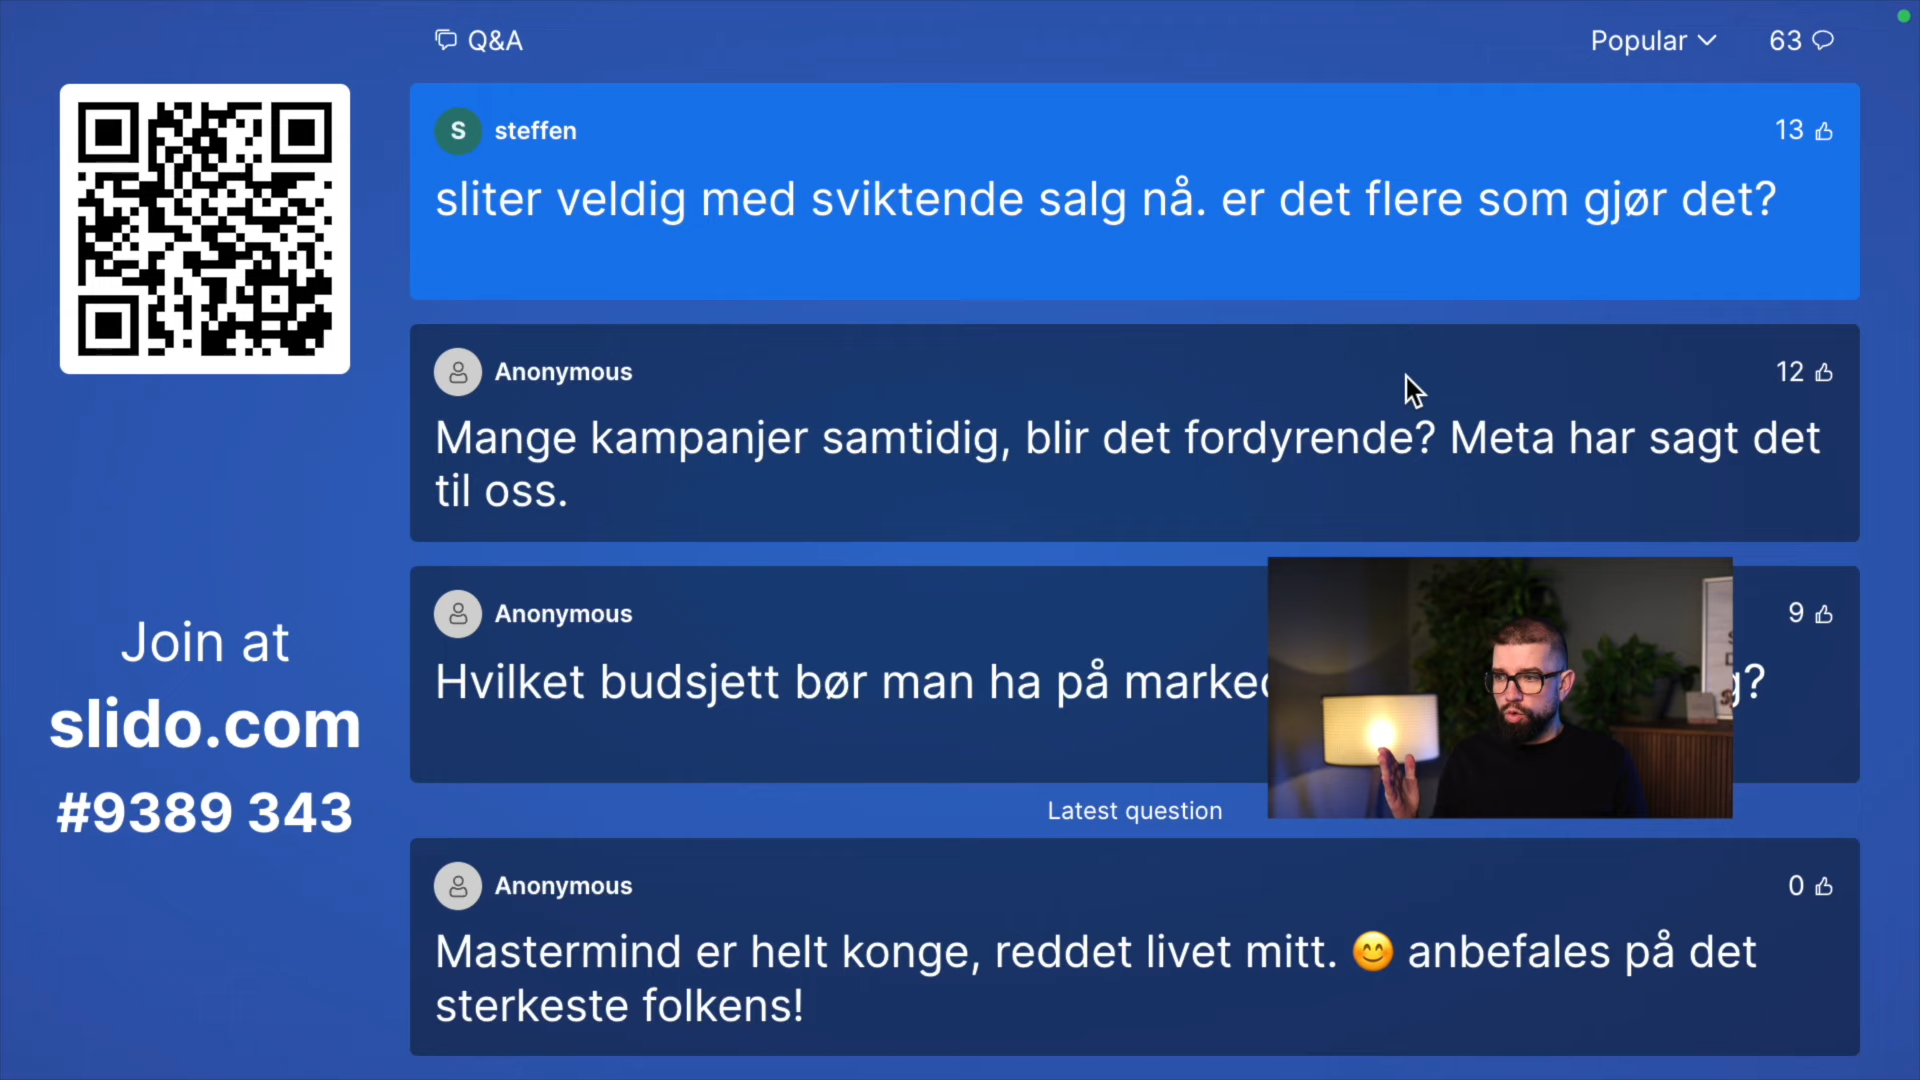 Q&A
Popular
63
S steffen
13
sliter veldig med sviktende salg nå. er det flere som gjør det?
Anonymous
12
Mange kampanjer samtidig, blir det fordyrende? Meta har sagt det
til oss.
Anonymous
9
Hvilket budsjett bør man ha på
Join at
slido.com
#9389 343
Latest question
Anonymous
0
Mastermind er helt konge, reddet livet mitt. 😊 anbefales på det
sterkeste folkens!